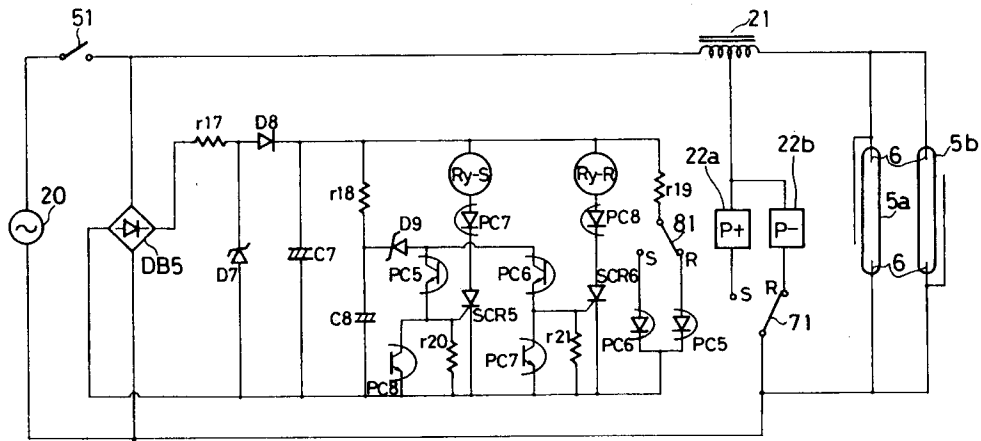 51
21
r17
D8
22a
22b
5b
6
r18
Ry-S
Ry-R
r19
20
D9
PC7
PC8
81
P+
P-
5a
DB5
D7
C7
PC5
PC6
SCR6
S
R
S
R
6
C8
SCR5
71
r20
r21
PC6
PC5
PC8
PC7